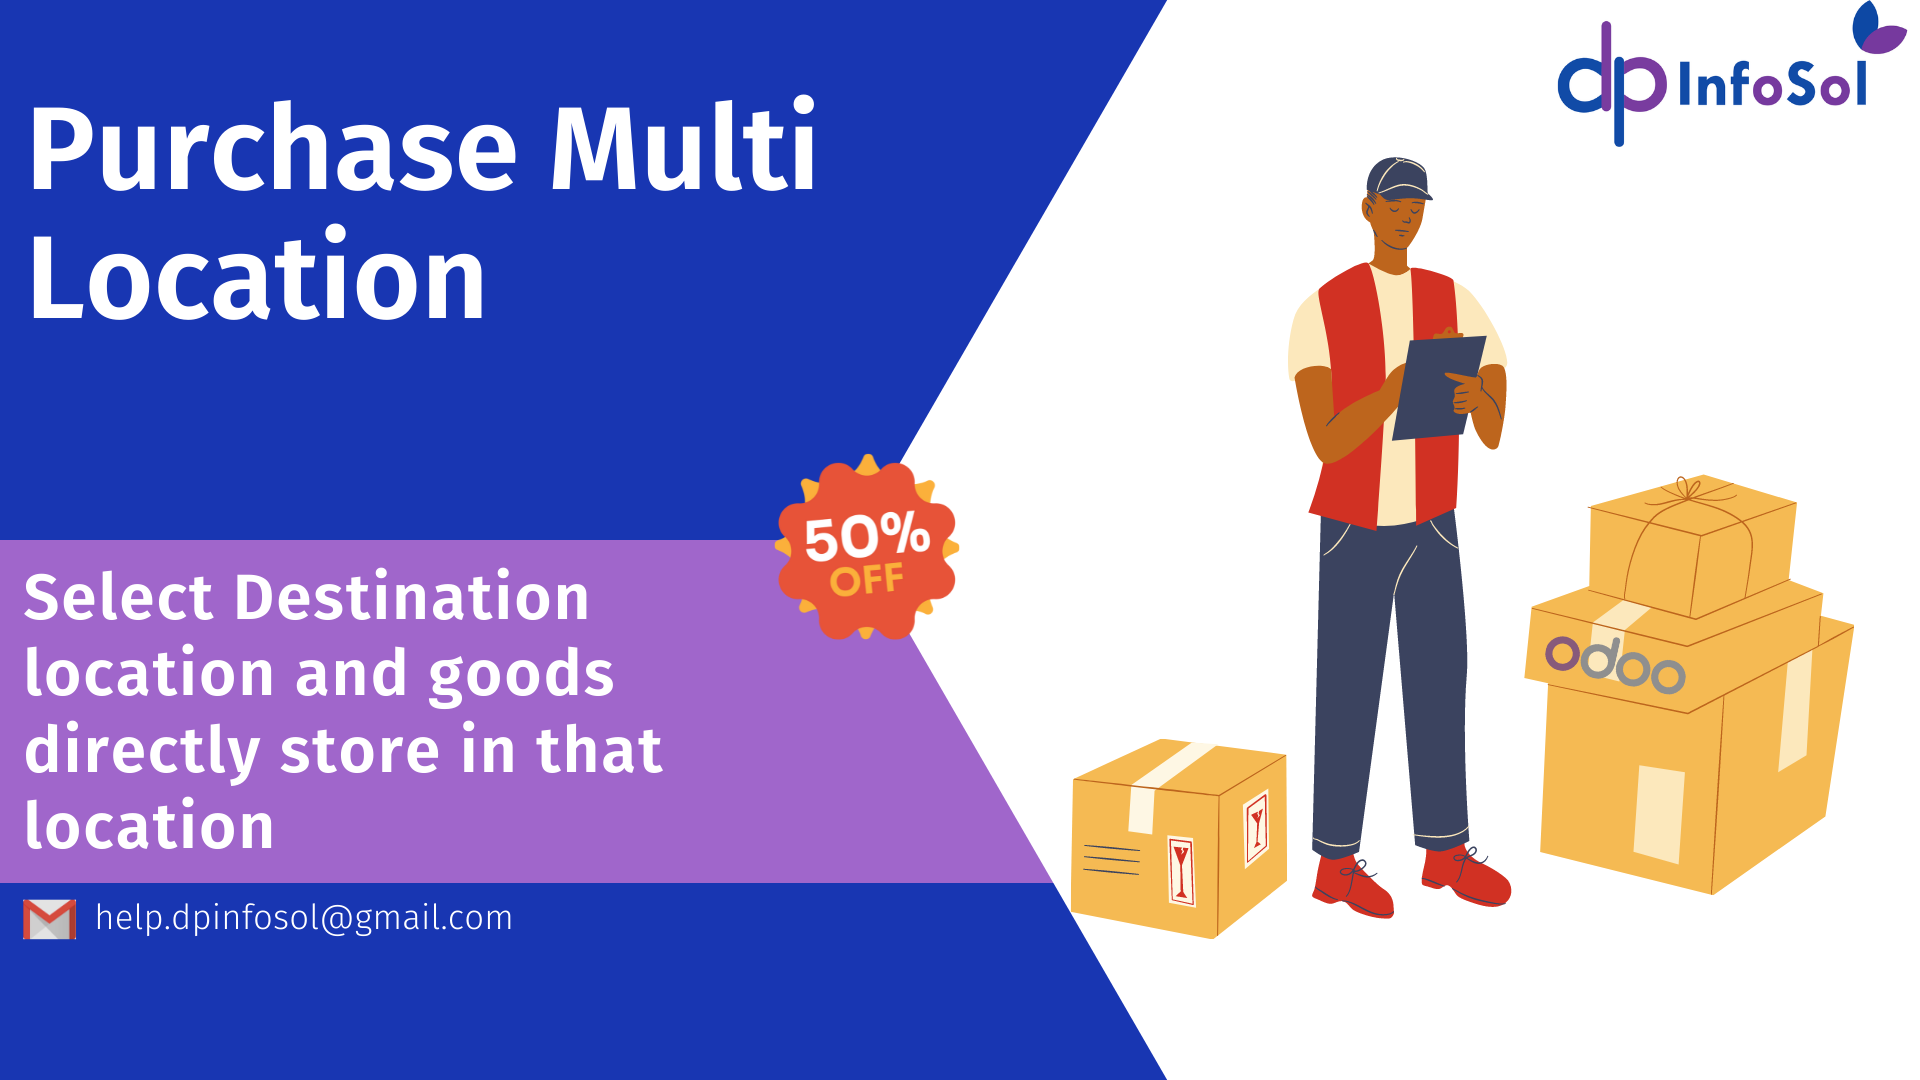 Purchase Multi
Location
dp InfoSol
50%
OFF
Select Destination
location and goods
directly store in that
location
odoo
help.dpinfosol@gmail.com